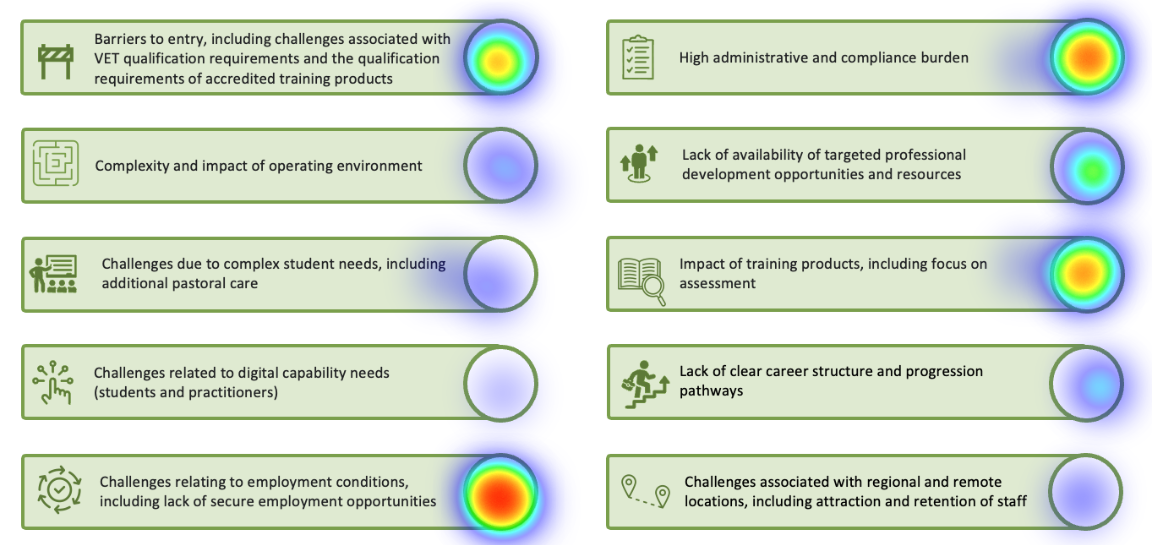 Barriers to entry, including challenges associated with
VET qualification requirements and the qualification
requirements of accredited training products
Complexity and impact of operating environment
Challenges due to complex student needs, including
additional pastoral care
Challenges related to digital capability needs
(students and practitioners)
Challenges relating to employment conditions,
including lack of secure employment opportunities
High administrative and compliance burden
Lack of availability of targeted professional
development opportunities and resources
Impact of training products, including focus on
assessment
Lack of clear career structure and progression
pathways
Challenges associated with regional and remote
locations, including attraction and retention of staff